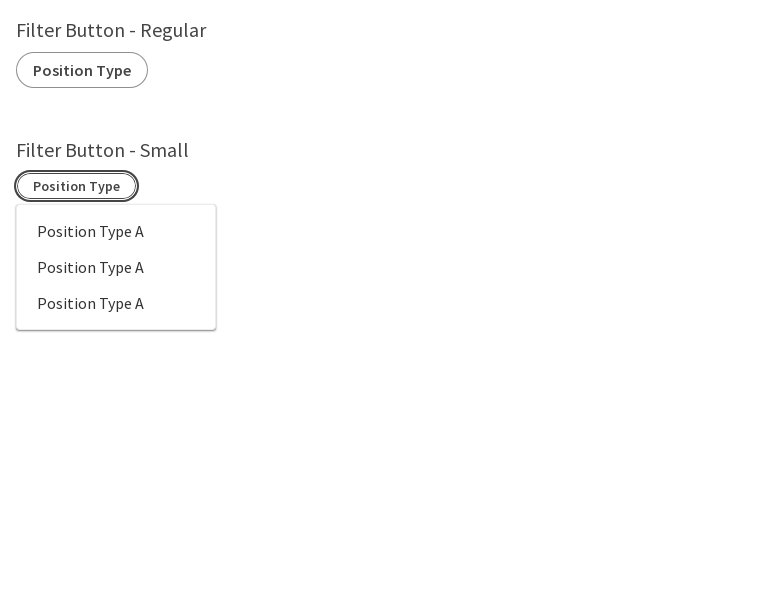 Filter Button - Regular
Position Type
Filter Button - Small
Position Type
Position Type A
Position Type A
Position Type A